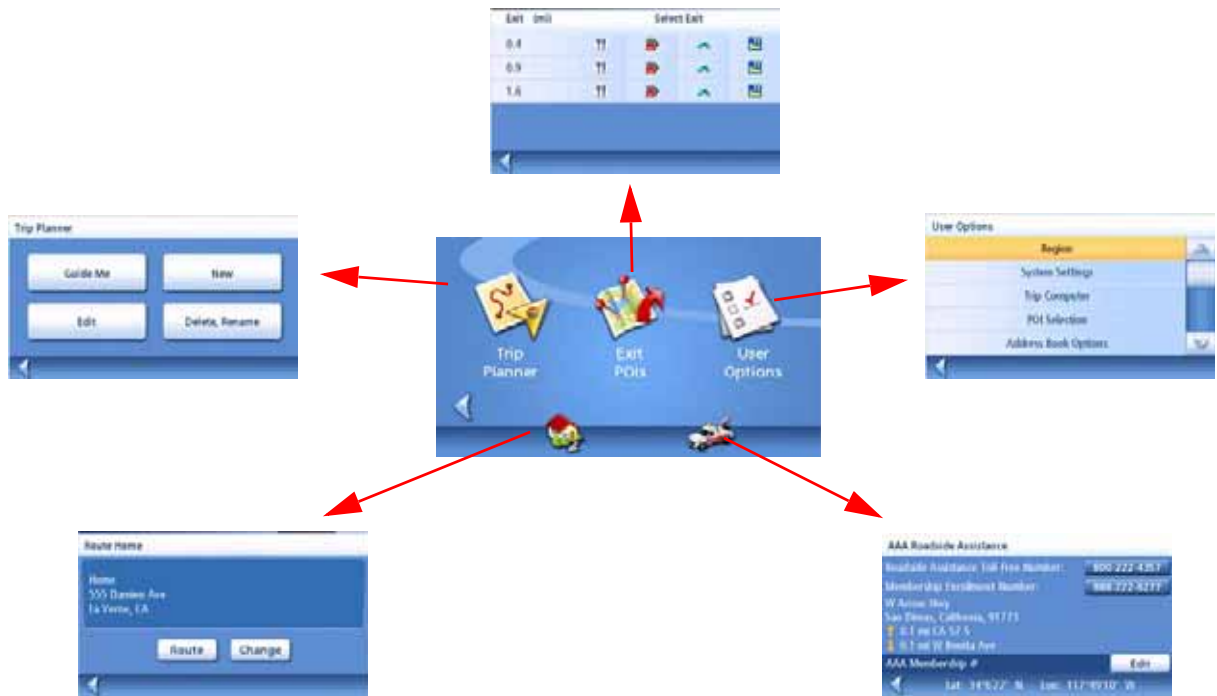 Exit (mi) Select Exit
0.4
0.9
1.6
Trip Planner
Guide Me New
Edit Delete, Rename
Trip Planner
Exit POIs
User Options
User Options
Region
System Settings
Trip Computer
POI Selection
Address Book Options
Route Home
Home
555 Damien Ave
La Verne, CA
Route Change
AAA Roadside Assistance
Roadside Assistance Toll-Free Number: 800-222-4357
Membership Enrollment Number:
W Arrow Hwy
San Dimas, California, 91773
0.1 mi CA 57 S
0.1 mi W Bonita Ave
AAA Membership # Edit
Lat: N Lon: W